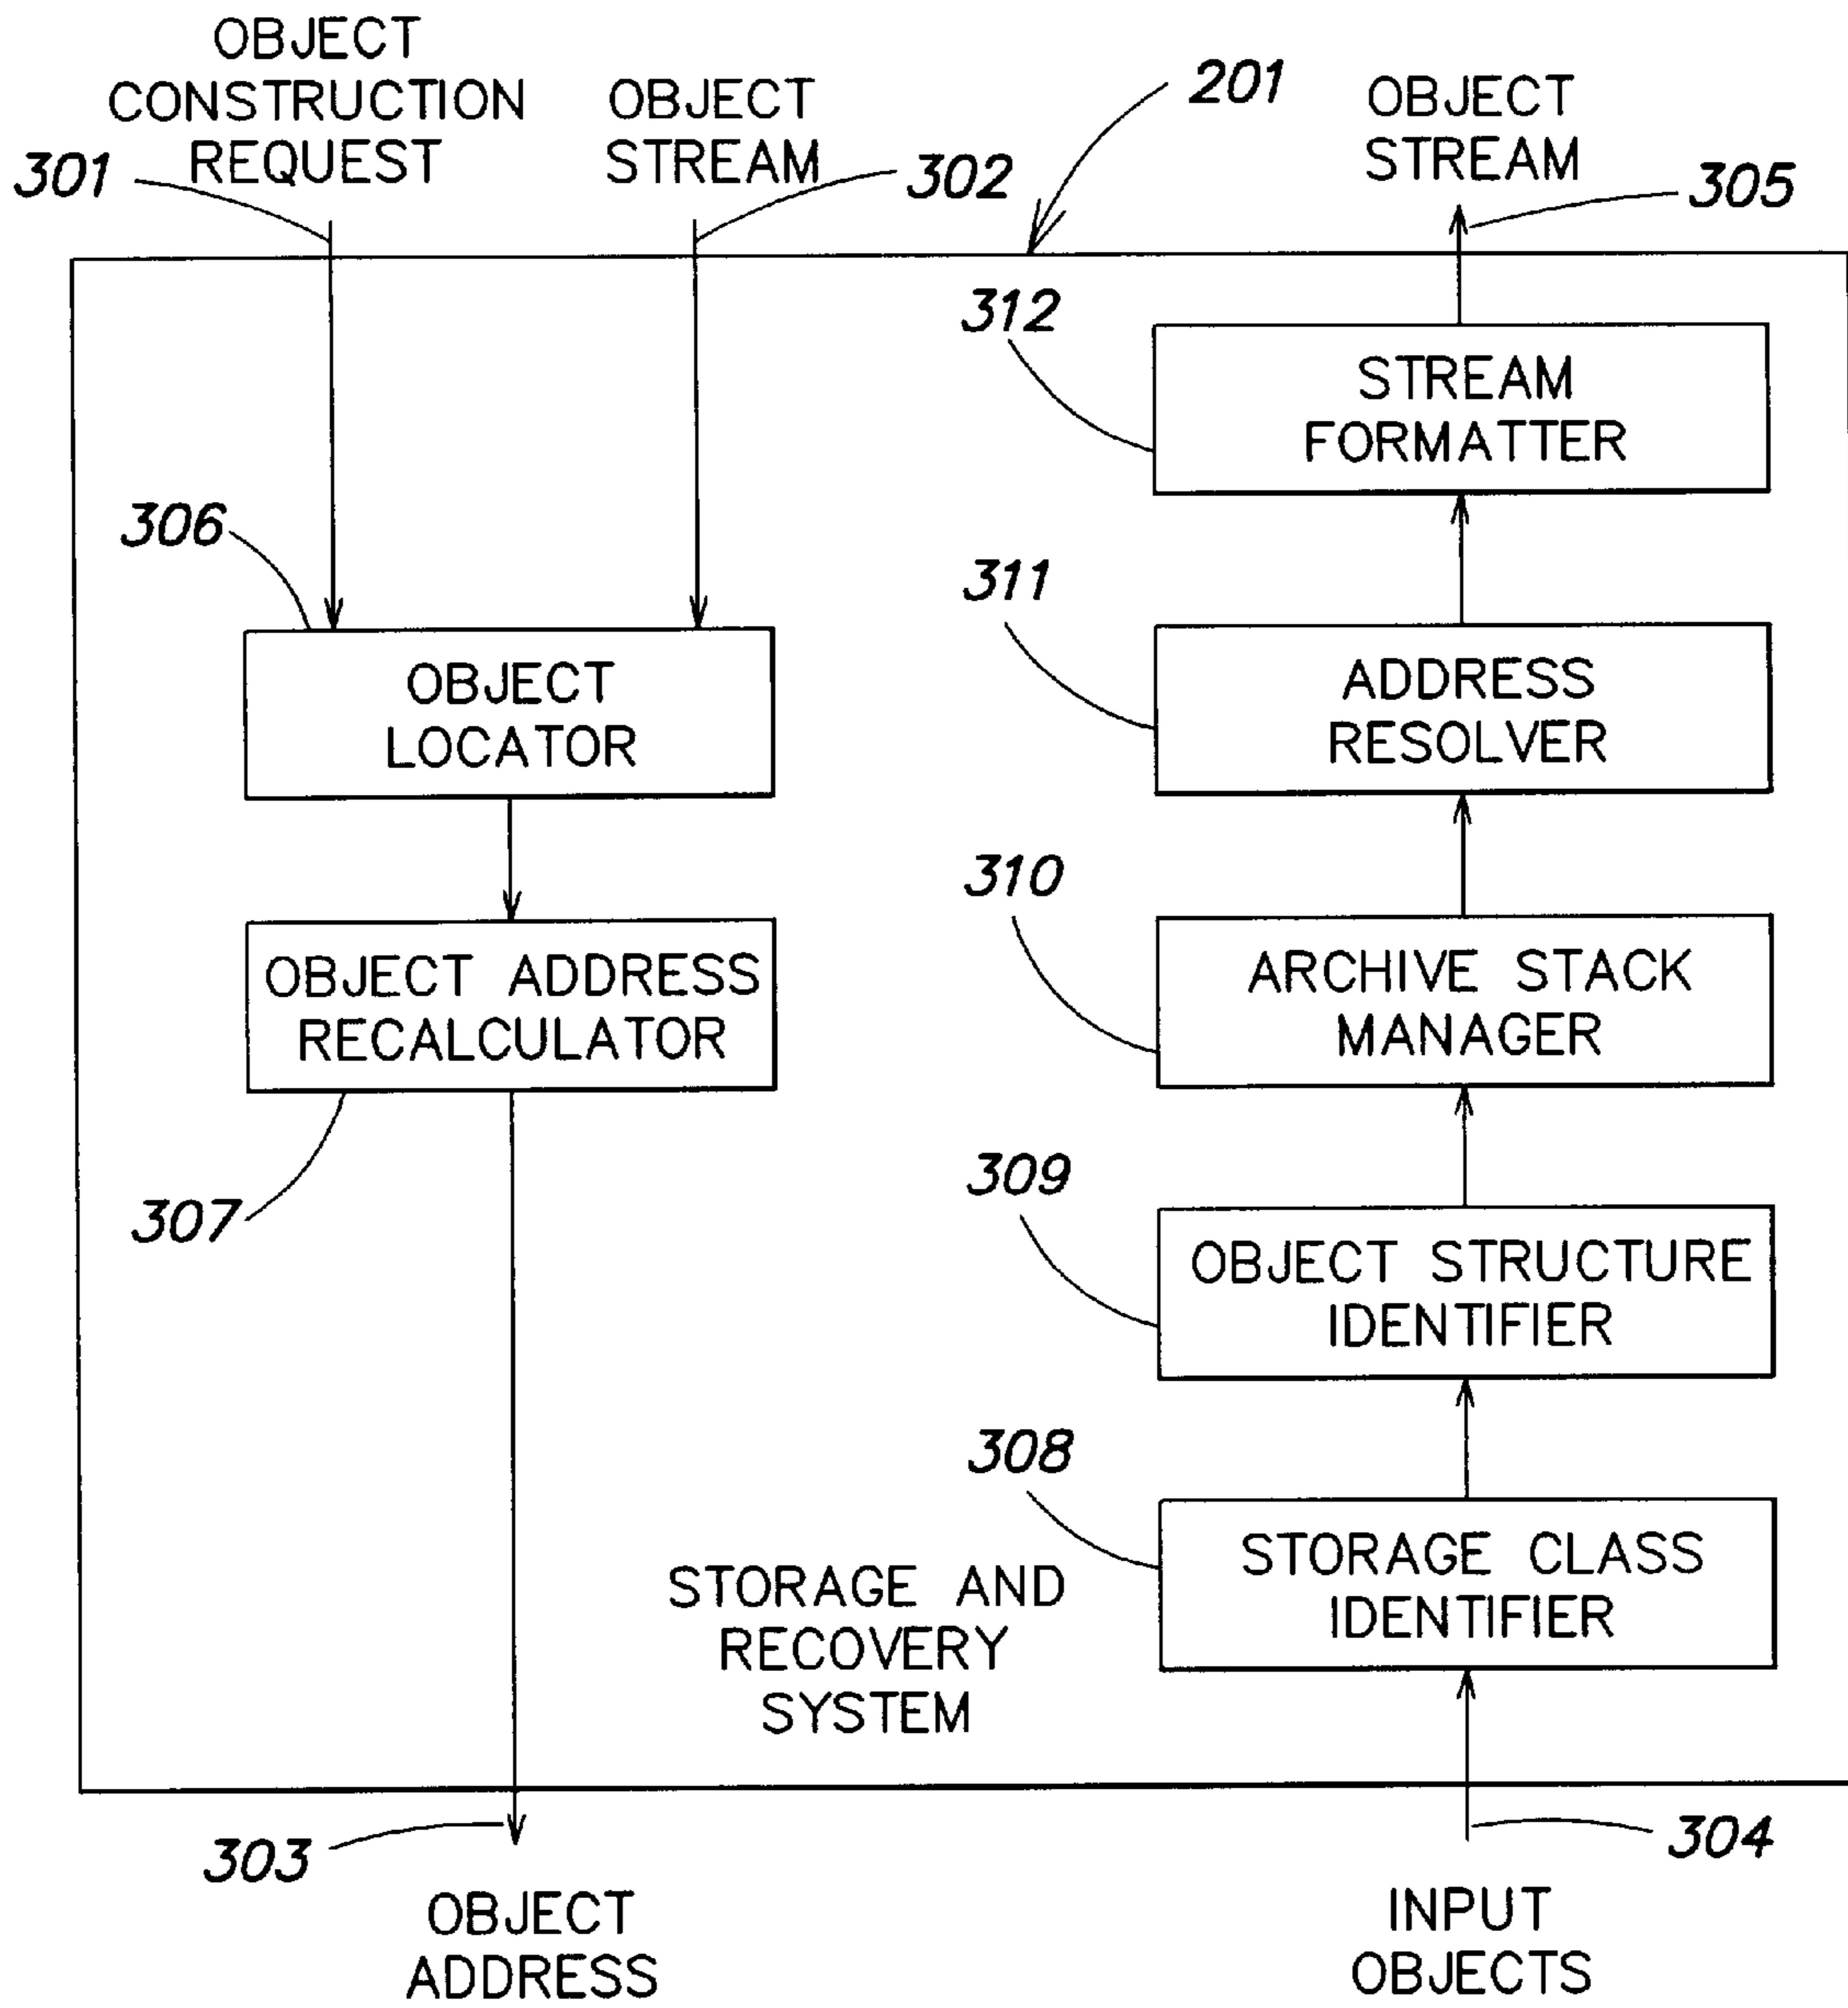 OBJECT
CONSTRUCTION
REQUEST
301
OBJECT
STREAM
302
201
OBJECT
STREAM
305
312
STREAM
FORMATTER
306
OBJECT
LOCATOR
311
ADDRESS
RESOLVER
310
ARCHIVE STACK
MANAGER
OBJECT ADDRESS
RECALCULATOR
307
309
OBJECT STRUCTURE
IDENTIFIER
308
STORAGE CLASS
IDENTIFIER
STORAGE AND
RECOVERY
SYSTEM
303
OBJECT
ADDRESS
304
INPUT
OBJECTS